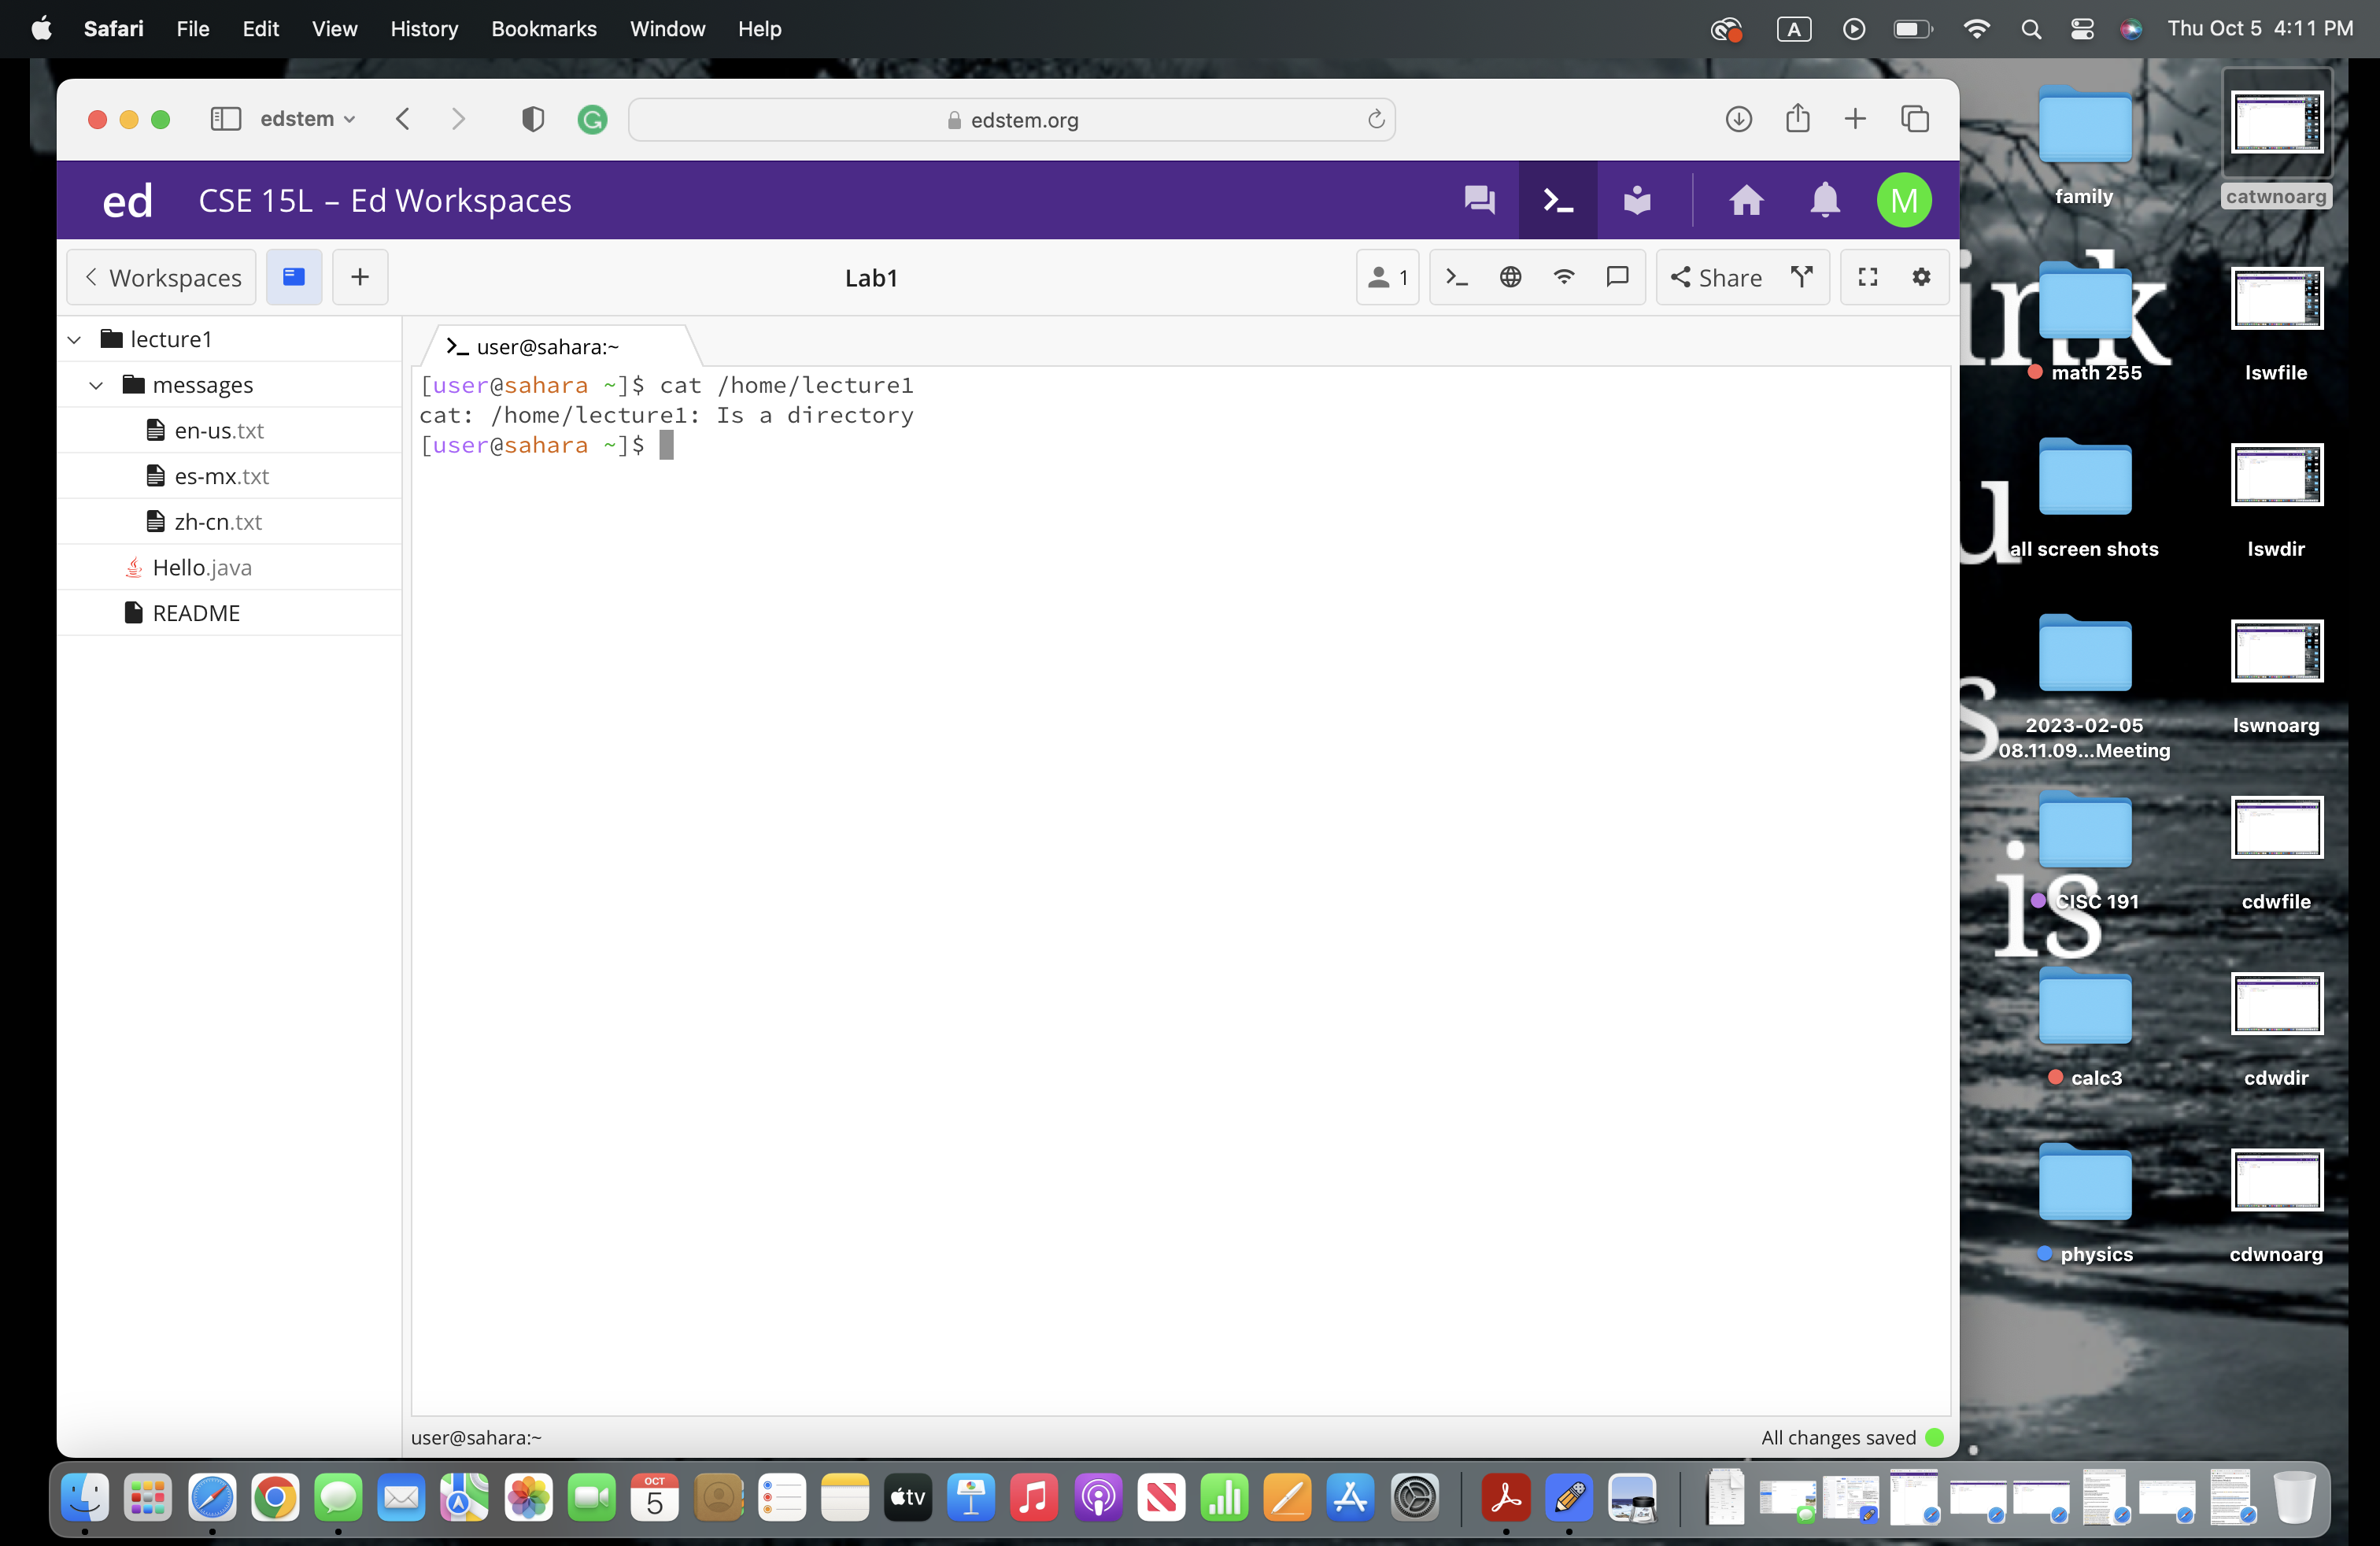 Safari File Edit View History Bookmarks Window Help A Thu Oct 5 4:11 PM
edstem edstem.org
ed CSE 15L – Ed Workspaces M
Workspaces Lab1 1 Share
lecture1
messages
en-us.txt
es-mx.txt
zh-cn.txt
Hello.java
README
user@sahara:~
[user@sahara ~]$ cat /home/lecture1
cat: /home/lecture1: Is a directory
[user@sahara ~]$
user@sahara:~ All changes saved
family
catwnoarg
ink
math 255
lswfile
u
all screen shots
lswdir
s
2023-02-05
08.11.09...Meeting
lswnoarg
is
CISC 191
cdwfile
calc3
cdwdir
physics
cdwnoarg
OCT
5
tv